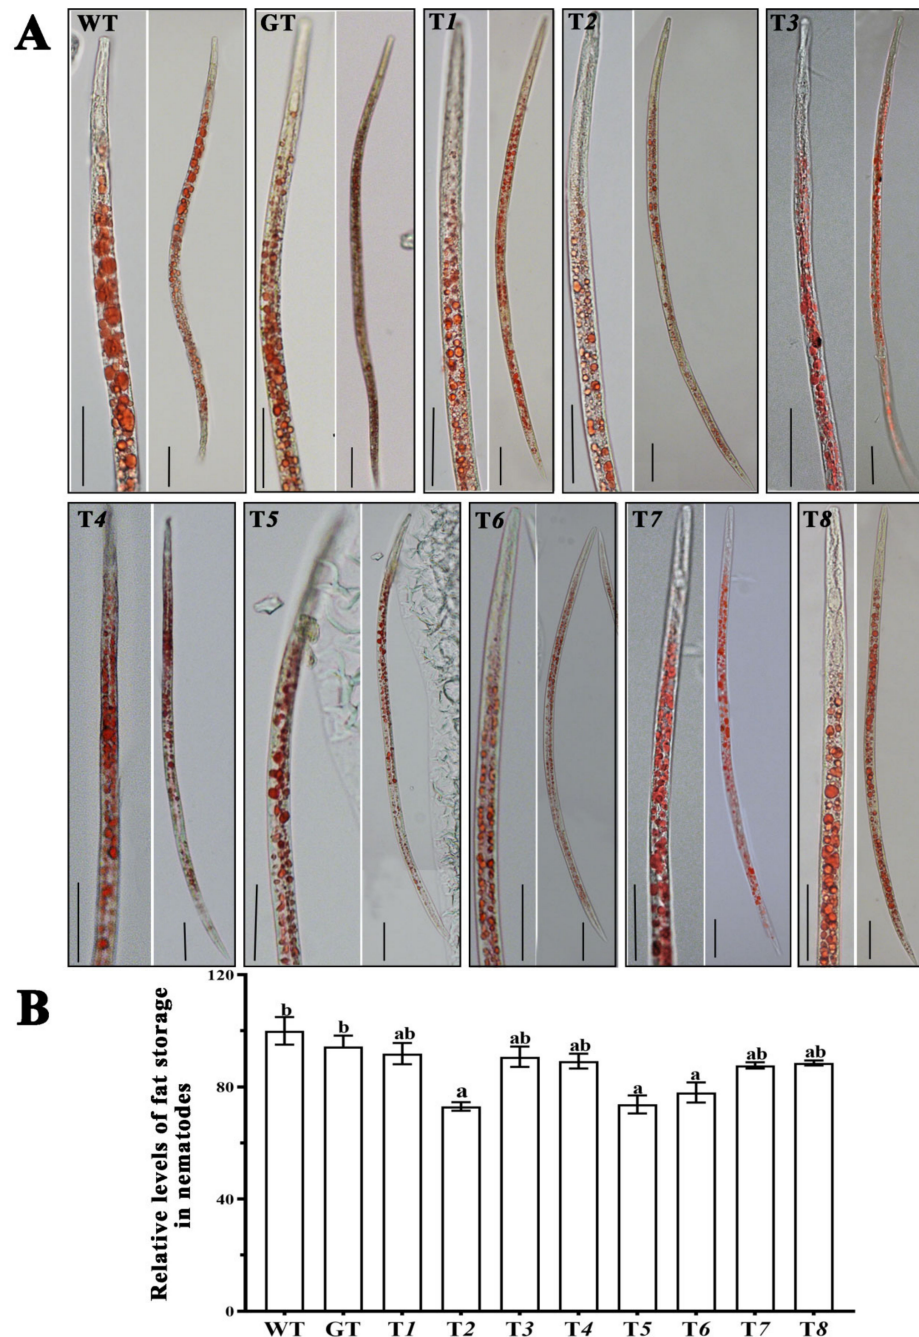 A
WT
GT
T1
T2
T3
T4
T5
T6
T7
T8
B
Relative levels of fat storage
in nematodes
120
80
40
0
b
b
ab
a
ab
ab
a
a
ab
ab
WT
GT
T1
T2
T3
T4
T5
T6
T7
T8